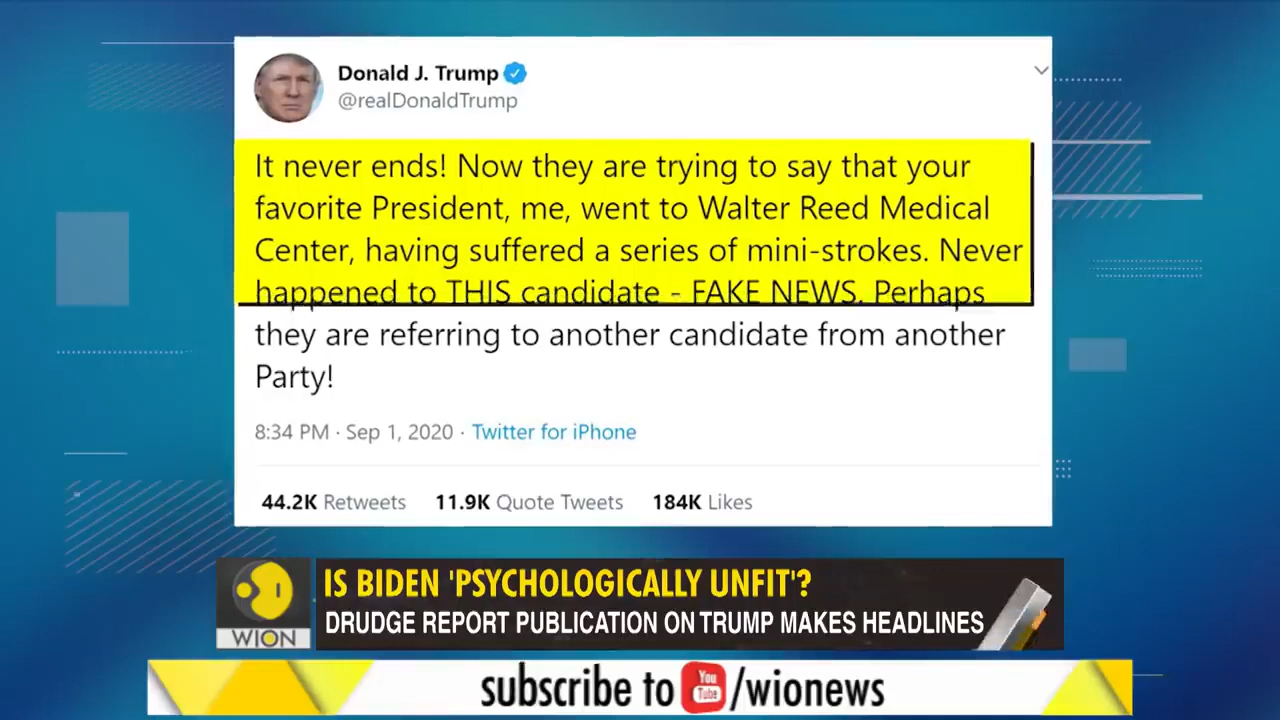 Donald J. Trump
@realDonaldTrump
It never ends! Now they are trying to say that your
favorite President, me, went to Walter Reed Medical
Center, having suffered a series of mini-strokes. Never
happened to THIS candidate - FAKE NEWS. Perhaps
they are referring to another candidate from another
Party!
8:34 PM · Sep 1, 2020 · Twitter for iPhone
44.2K Retweets 11.9K Quote Tweets 184K Likes
IS BIDEN 'PSYCHOLOGICALLY UNFIT'?
DRUDGE REPORT PUBLICATION ON TRUMP MAKES HEADLINES
WION
subscribe to You Tube /wionews